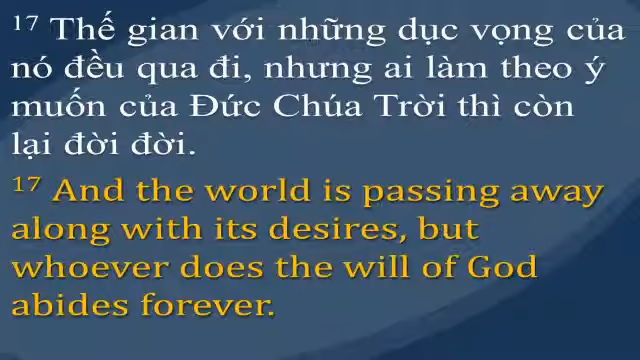 17 Thế gian với những dục vọng của
nó đều qua đi, nhưng ai làm theo ý
muốn của Đức Chúa Trời thì còn
lại đời đời.
17 And the world is passing away
along with its desires, but
whoever does the will of God
abides forever.